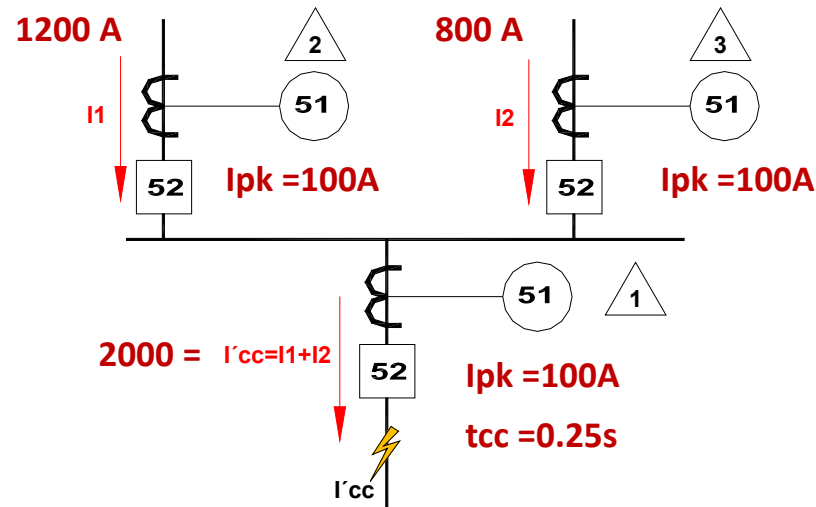 1200 A
2
800 A
3
51
51
I1
I2
52
Ipk =100A
52
Ipk =100A
51
1
2000 = I´cc=I1+I2
52
Ipk =100A
tcc =0.25s
I´cc